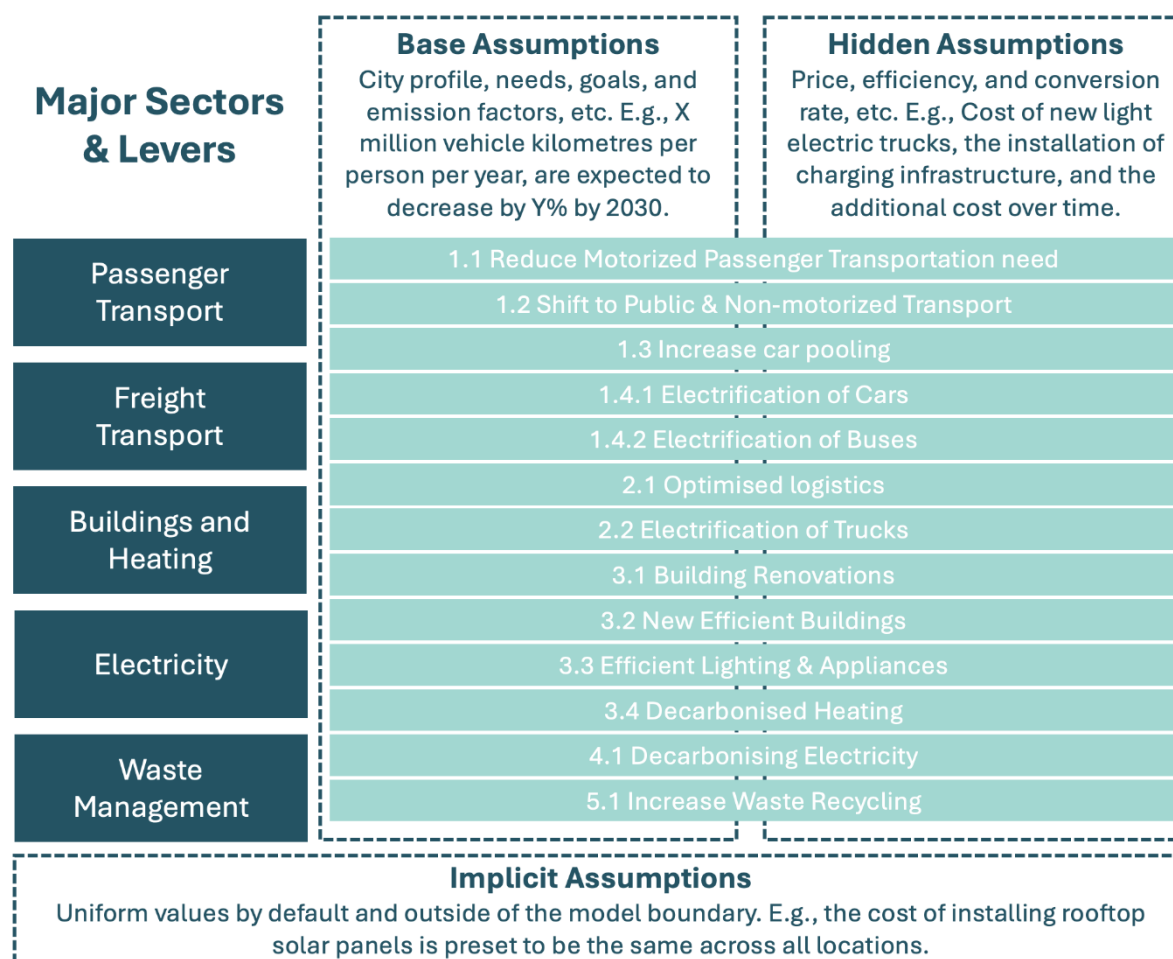 Major Sectors
& Levers
Base Assumptions
City profile, needs, goals, and
emission factors, etc. E.g., X
million vehicle kilometres per
person per year, are expected to
decrease by Y% by 2030.
Hidden Assumptions
Price, efficiency, and conversion
rate, etc. E.g., Cost of new light
electric trucks, the installation of
charging infrastructure, and the
additional cost over time.
Passenger
Transport
Freight
Transport
Buildings and
Heating
Electricity
Waste
Management
1.1 Reduce Motorized Passenger Transportation need
1.2 Shift to Public & Non-motorized Transport
1.3 Increase car pooling
1.4.1 Electrification of Cars
1.4.2 Electrification of Buses
2.1 Optimised logistics
2.2 Electrification of Trucks
3.1 Building Renovations
3.2 New Efficient Buildings
3.3 Efficient Lighting & Appliances
3.4 Decarbonised Heating
4.1 Decarbonising Electricity
5.1 Increase Waste Recycling
Implicit Assumptions
Uniform values by default and outside of the model boundary. E.g., the cost of installing rooftop
solar panels is preset to be the same across all locations.